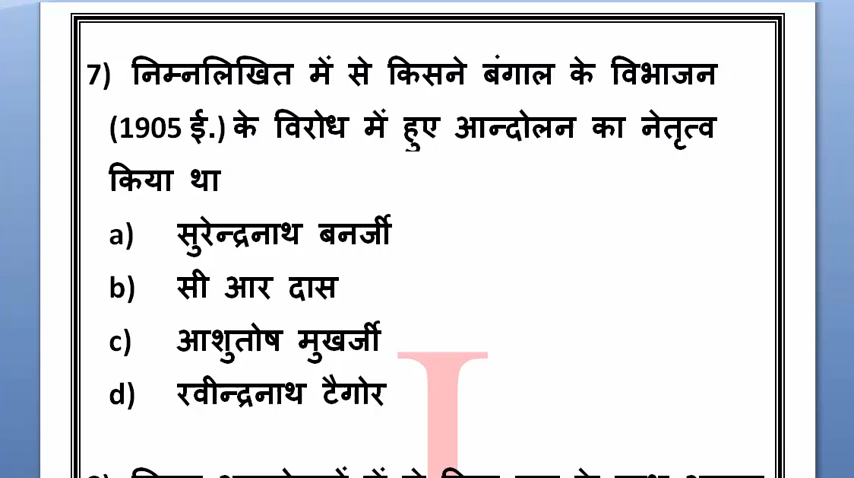 7) निम्नलिखित में से किसने बंगाल के विभाजन
(1905 ई.) के विरोध में हुए आन्दोलन का नेतृत्व
किया था
a) सुरेन्द्रनाथ बनर्जी
b) सी आर दास
c) आशुतोष मुखर्जी
d) रवीन्द्रनाथ टैगोर